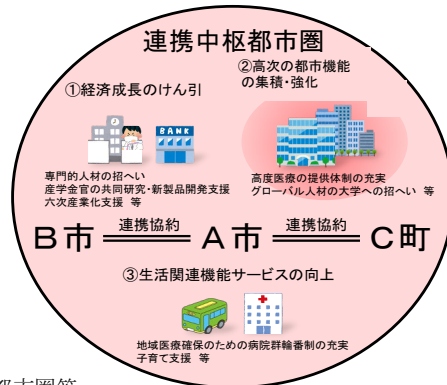 連携中枢都市圏
①経済成長のけん引
②高次の都市機能
の集積・強化
BANK
専門的人材の招へい
産学金官の共同研究・新製品開発支援
六次産業化支援 等
高度医療の提供体制の充実
グローバル人材の大学への招へい 等
B市 連携協約 A市 連携協約 C町
③生活関連機能サービスの向上
地域医療確保のための病院群輪番制の充実
子育て支援 等